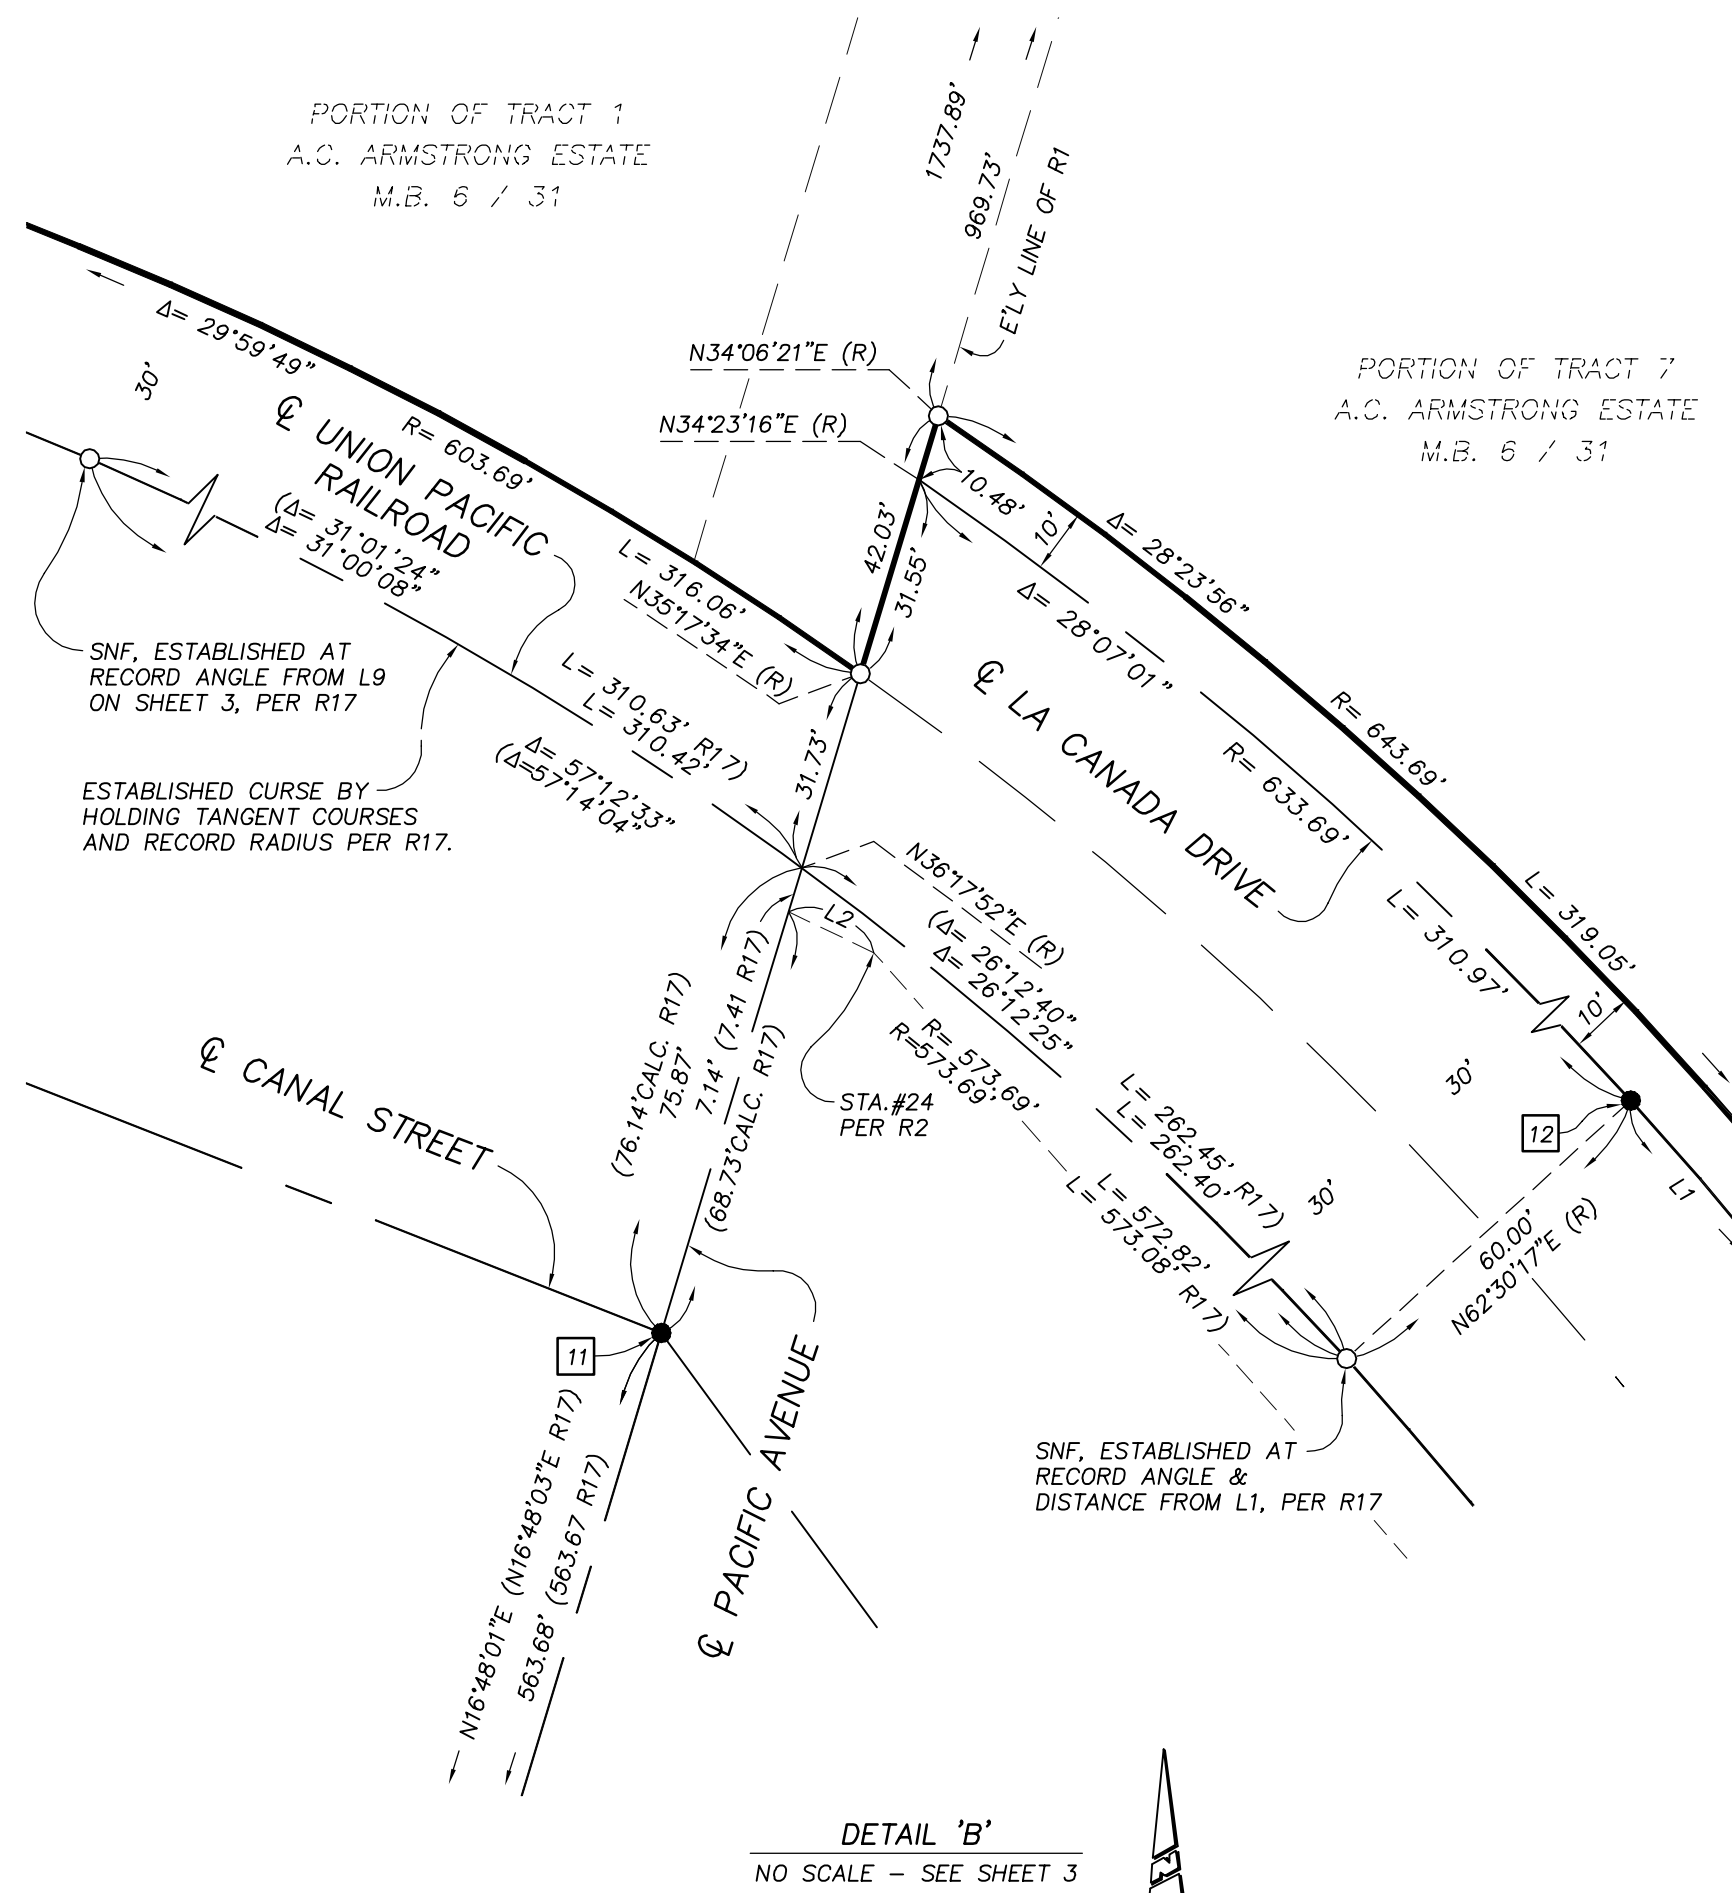 PORTION OF TRACT 1
A.C. ARMSTRONG ESTATE
M.B. 6 / 31
1737.89'
969.73'
E'LY LINE OF R1
PORTION OF TRACT 7
A.C. ARMSTRONG ESTATE
M.B. 6 / 31
Δ= 29°59'49"
R= 603.69'
L= 316.06'
30'
℄ UNION PACIFIC
RAILROAD
(Δ= 31°01'24"
Δ= 31°00'08"
N34°06'21"E (R)
N34°23'16"E (R)
10.48'
10'
42.03'
31.55'
Δ= 28°23'56"
R= 643.69'
L= 319.05'
Δ= 28°07'01"
R= 633.69'
L= 310.97'
℄ LA CANADA DRIVE
N35°17'34"E (R)
SNF, ESTABLISHED AT
RECORD ANGLE FROM L9
ON SHEET 3, PER R17
L= 310.63' R17)
L= 310.42'
Δ= 57°12'33"
(Δ=57°14'04"
31.73'
ESTABLISHED CURSE BY
HOLDING TANGENT COURSES
AND RECORD RADIUS PER R17.
N36°17'52"E (R)
(Δ= 26°12'40"
Δ= 26°12'25"
L2
R= 573.69'
R=573.69'
STA.#24
PER R2
(76.14'CALC. R17)
75.87'
7.14' (7.41 R17)
(68.73'CALC. R17)
℄ CANAL STREET
L= 262.45' R17)
L= 262.40'
L= 572.82'
L= 573.08' R17)
30'
30'
10'
12
L1
60.00'
N62°30'17"E (R)
11
℄ PACIFIC AVENUE
SNF, ESTABLISHED AT
RECORD ANGLE &
DISTANCE FROM L1, PER R17
N16°48'01"E (N16°48'03"E R17)
563.68' (563.67 R17)
DETAIL 'B'
NO SCALE – SEE SHEET 3
N